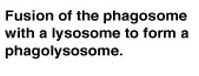 Fusion of the phagosome
with a lysosome to form a
phagolysosome.